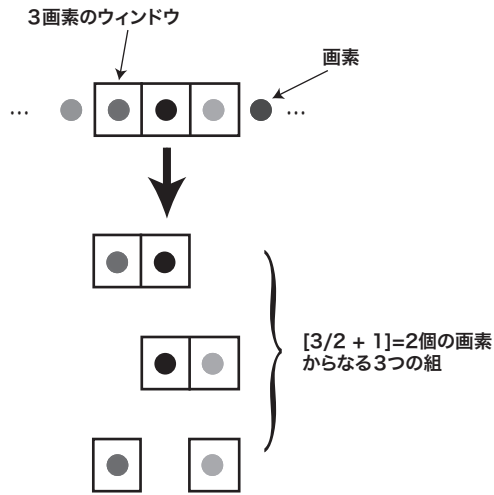 3画素のウィンドウ
画素
... ...
[3/2 + 1]=2個の画素
からなる3つの組